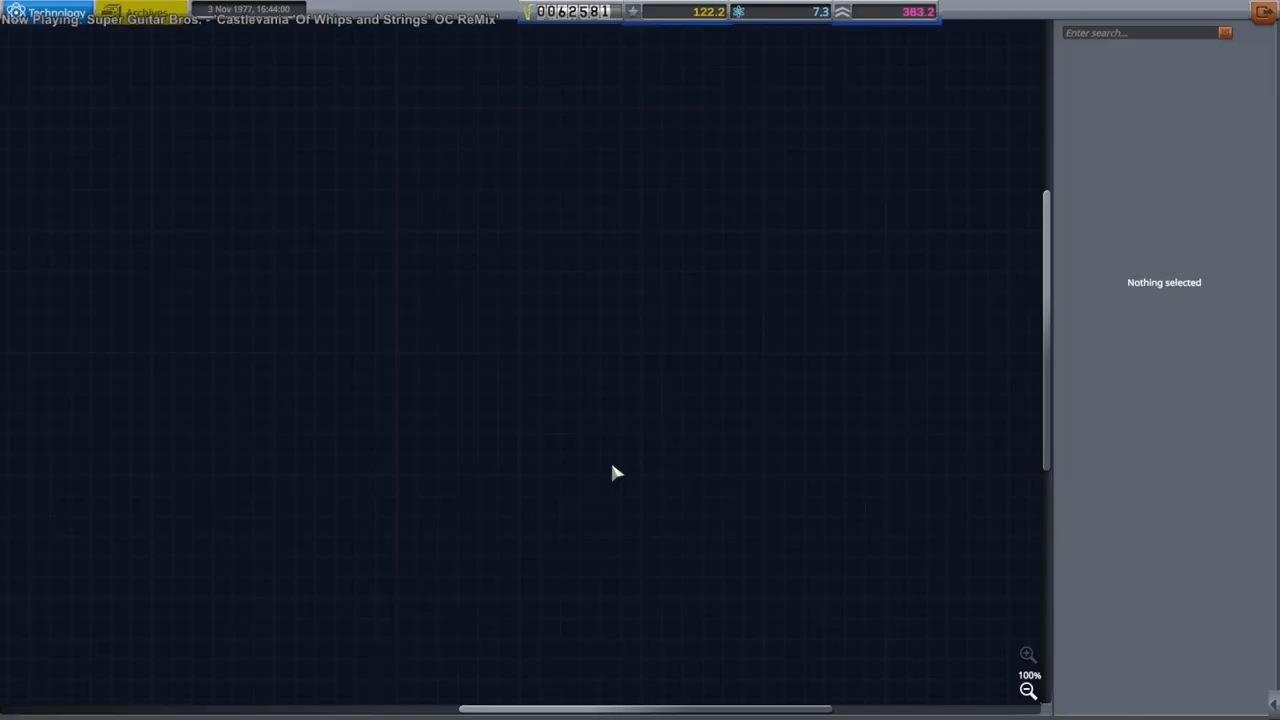 Technology
Archives
3 Nov 1977, 16:44:00
0062581
122.2
7.3
383.2
Now Playing: Super Guitar Bros. - 'Castlevania 'Of Whips and Strings' OC ReMix'
Enter search...
Nothing selected
100%